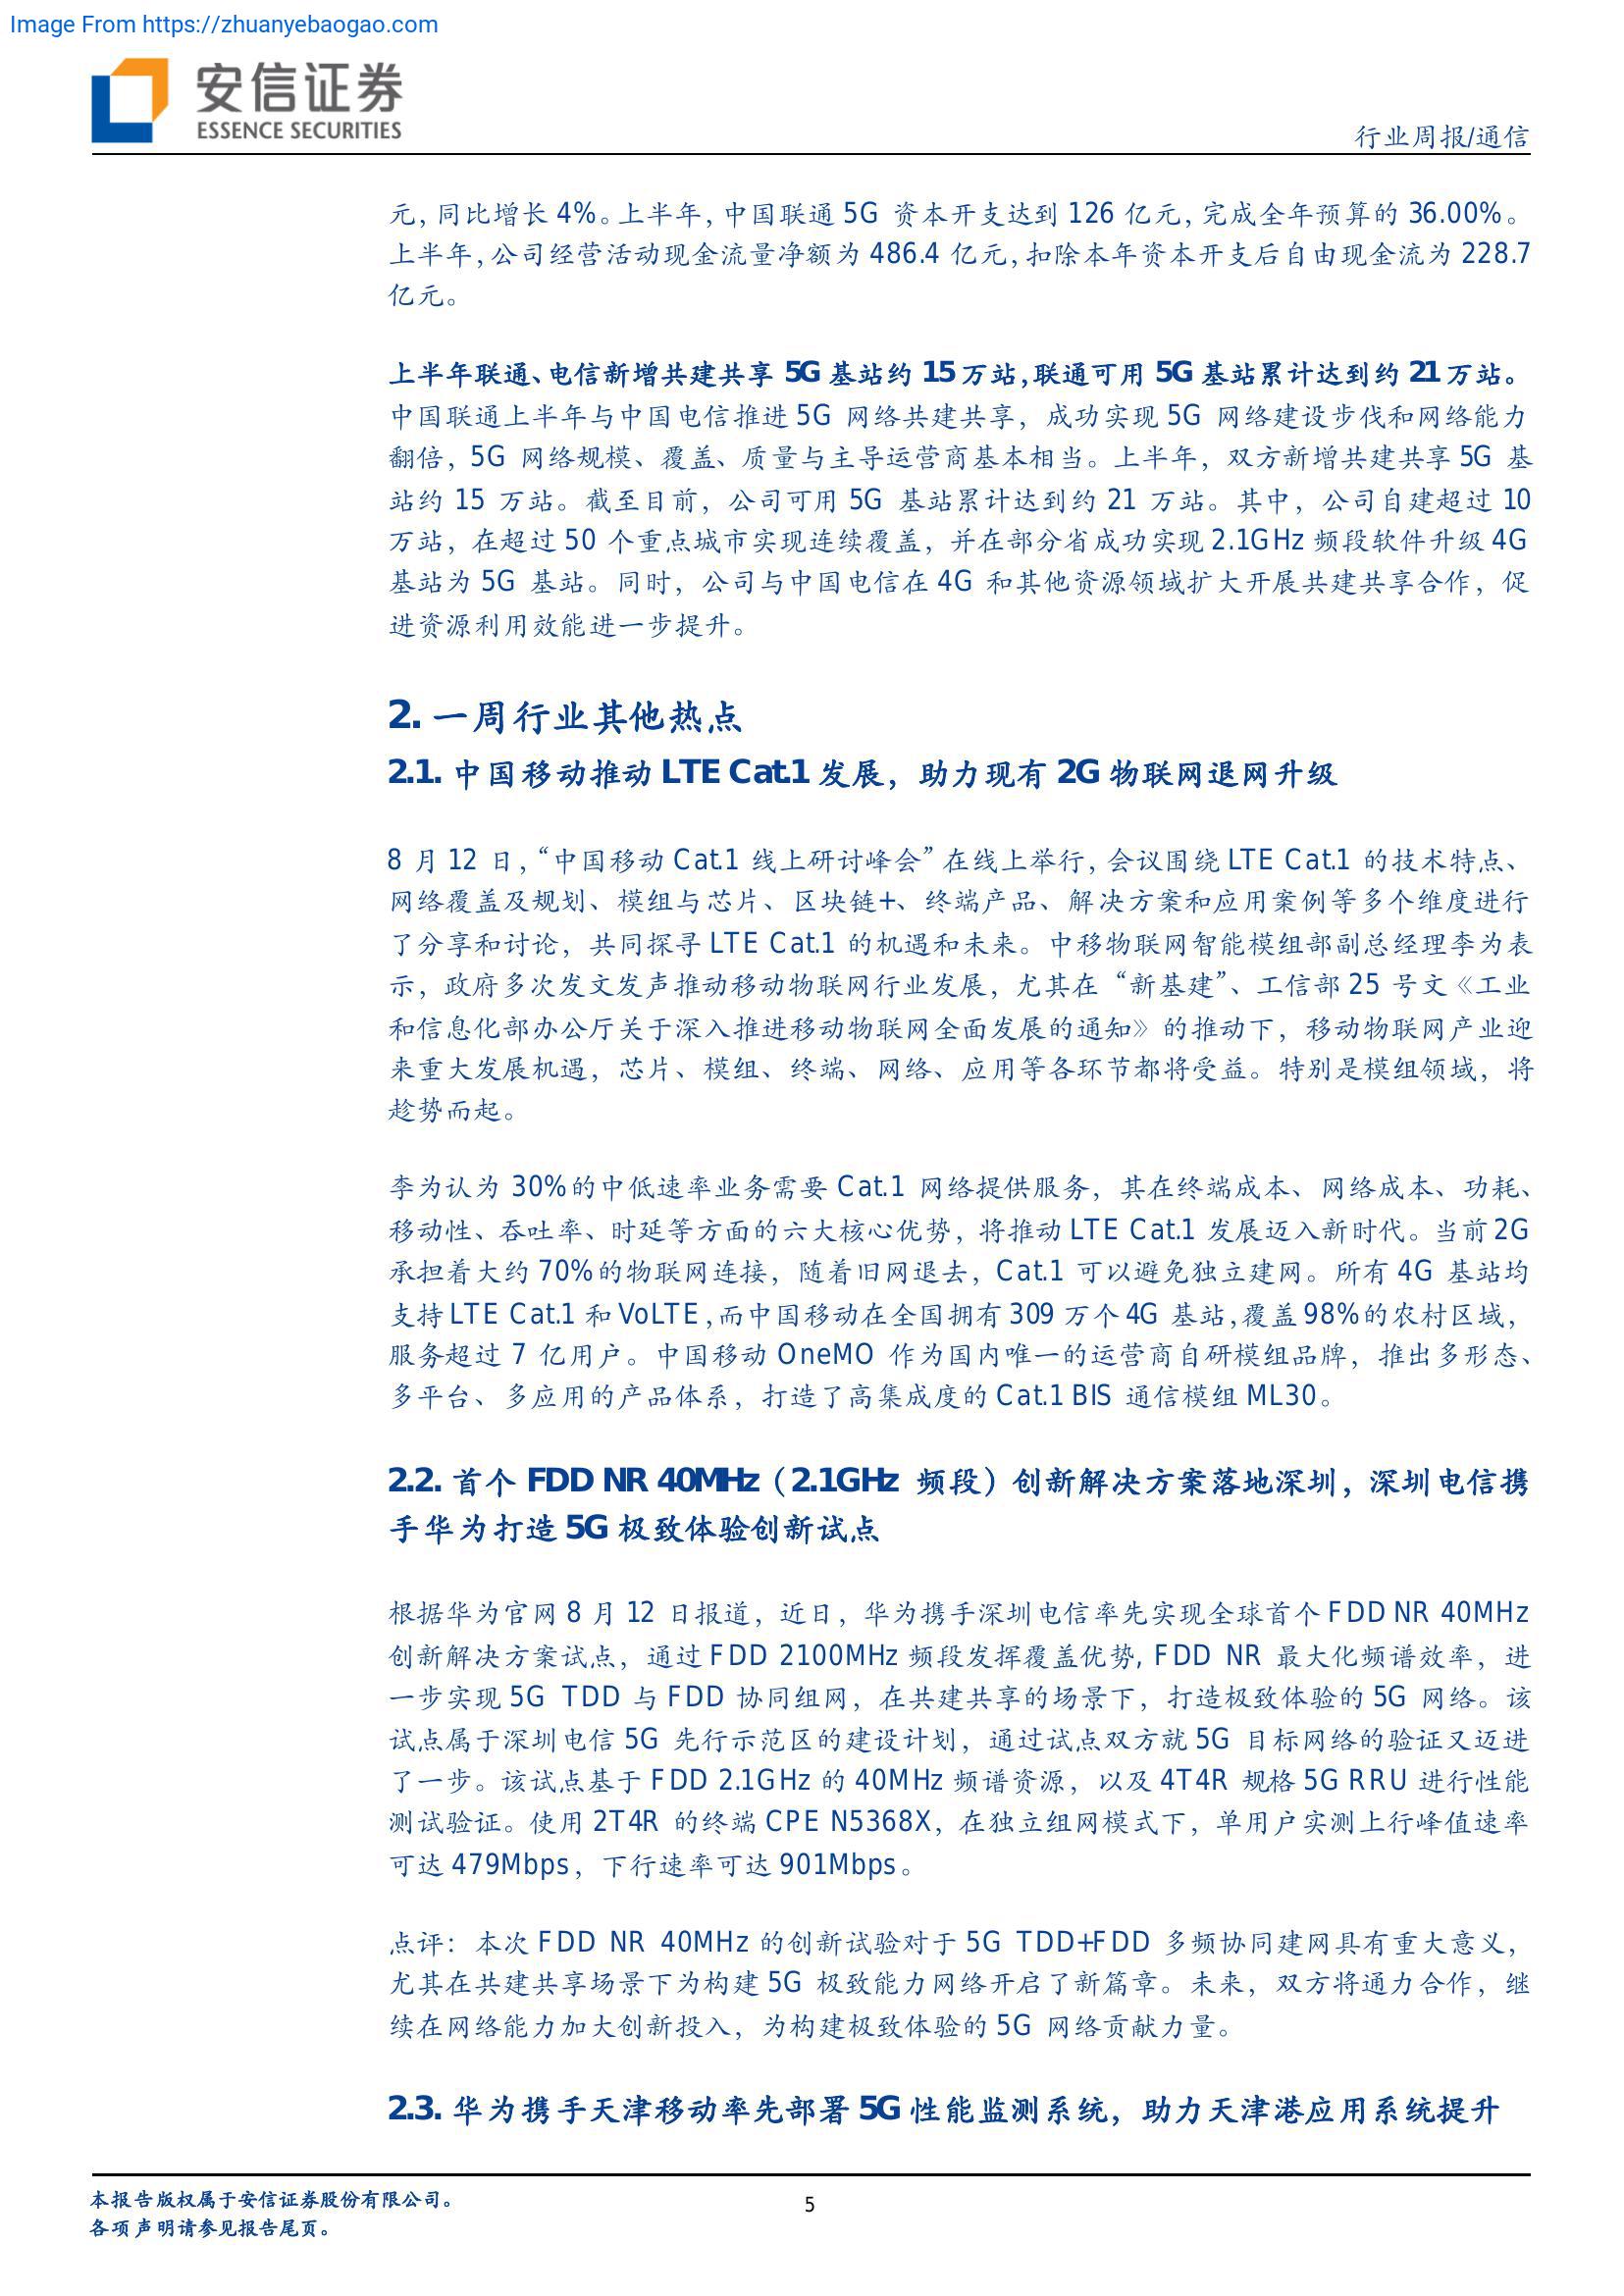 Image From https://zhuanyebaogao.com
安信证券
ESSENCE SECURITIES
行业周报/通信
元，同比增长 4%。上半年，中国联通 5G 资本开支达到 126 亿元，完成全年预算的 36.00%。
上半年，公司经营活动现金流量净额为 486.4 亿元，扣除本年资本开支后自由现金流为 228.7
亿元。
上半年联通、电信新增共建共享 5G 基站约 15 万站，联通可用 5G 基站累计达到约 21 万站。
中国联通上半年与中国电信推进 5G 网络共建共享，成功实现 5G 网络建设步伐和网络能力
翻倍，5G 网络规模、覆盖、质量与主导运营商基本相当。上半年，双方新增共建共享 5G 基
站约 15 万站。截至目前，公司可用 5G 基站累计达到约 21 万站。其中，公司自建超过 10
万站，在超过 50 个重点城市实现连续覆盖，并在部分省成功实现 2.1GHz 频段软件升级 4G
基站为 5G 基站。同时，公司与中国电信在 4G 和其他资源领域扩大开展共建共享合作，促
进资源利用效能进一步提升。
2. 一周行业其他热点
2.1. 中国移动推动 LTE Cat.1 发展，助力现有 2G 物联网退网升级
8 月 12 日，“中国移动 Cat.1 线上研讨峰会”在线上举行，会议围绕 LTE Cat.1 的技术特点、
网络覆盖及规划、模组与芯片、区块链+、终端产品、解决方案和应用案例等多个维度进行
了分享和讨论，共同探寻 LTE Cat.1 的机遇和未来。中移物联网智能模组部副总经理李为表
示，政府多次发文发声推动移动物联网行业发展，尤其在“新基建”、工信部 25 号文《工业
和信息化部办公厅关于深入推进移动物联网全面发展的通知》的推动下，移动物联网产业迎
来重大发展机遇，芯片、模组、终端、网络、应用等各环节都将受益。特别是模组领域，将
趁势而起。
李为认为 30%的中低速率业务需要 Cat.1 网络提供服务，其在终端成本、网络成本、功耗、
移动性、吞吐率、时延等方面的六大核心优势，将推动 LTE Cat.1 发展迈入新时代。当前 2G
承担着大约 70%的物联网连接，随着旧网退去，Cat.1 可以避免独立建网。所有 4G 基站均
支持 LTE Cat.1 和 VoLTE，而中国移动在全国拥有 309 万个 4G 基站，覆盖 98%的农村区域，
服务超过 7 亿用户。中国移动 OneMO 作为国内唯一的运营商自研模组品牌，推出多形态、
多平台、多应用的产品体系，打造了高集成度的 Cat.1 BIS 通信模组 ML30。
2.2. 首个 FDD NR 40MHz（2.1GHz 频段）创新解决方案落地深圳，深圳电信携
手华为打造 5G 极致体验创新试点
根据华为官网 8 月 12 日报道，近日，华为携手深圳电信率先实现全球首个 FDD NR 40MHz
创新解决方案试点，通过 FDD 2100MHz 频段发挥覆盖优势, FDD NR 最大化频谱效率，进
一步实现 5G TDD 与 FDD 协同组网，在共建共享的场景下，打造极致体验的 5G 网络。该
试点属于深圳电信 5G 先行示范区的建设计划，通过试点双方就 5G 目标网络的验证又迈进
了一步。该试点基于 FDD 2.1GHz 的 40MHz 频谱资源，以及 4T4R 规格 5G RRU 进行性能
测试验证。使用 2T4R 的终端 CPE N5368X，在独立组网模式下，单用户实测上行峰值速率
可达 479Mbps，下行速率可达 901Mbps。
点评：本次 FDD NR 40MHz 的创新试验对于 5G TDD+FDD 多频协同建网具有重大意义，
尤其在共建共享场景下为构建 5G 极致能力网络开启了新篇章。未来，双方将通力合作，继
续在网络能力加大创新投入，为构建极致体验的 5G 网络贡献力量。
2.3. 华为携手天津移动率先部署 5G 性能监测系统，助力天津港应用系统提升
本报告版权属于安信证券股份有限公司。
5
各项声明请参见报告尾页。